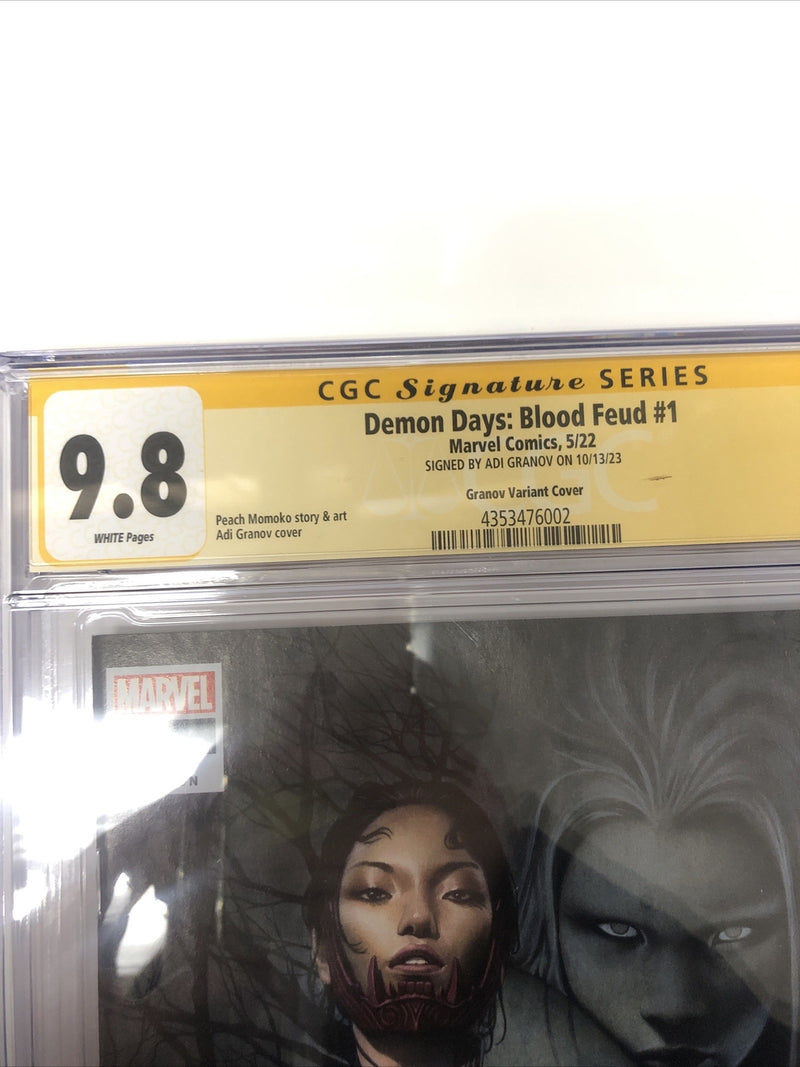 CGC Signature SERIES
Demon Days: Blood Feud #1
Marvel Comics, 5/22
SIGNED BY ADI GRANOV ON 10/13/23
9.8
WHITE Pages
Granov Variant Cover
Peach Momoko story & art
Adi Granov cover
4353476002
CGC
MARVEL